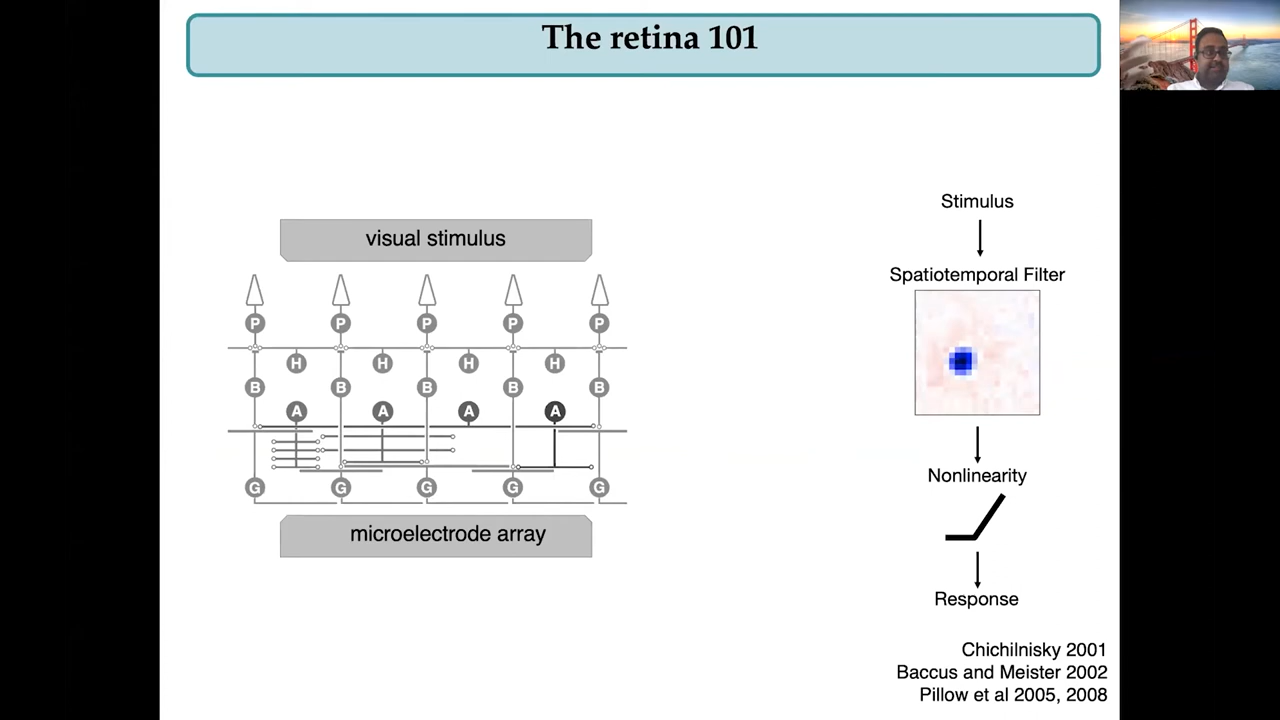 The retina 101
visual stimulus
P P P P P
H H H H
B B B B B
A A A A
G G G G G
microelectrode array
Stimulus
Spatiotemporal Filter
Nonlinearity
Response
Chichilnisky 2001
Baccus and Meister 2002
Pillow et al 2005, 2008